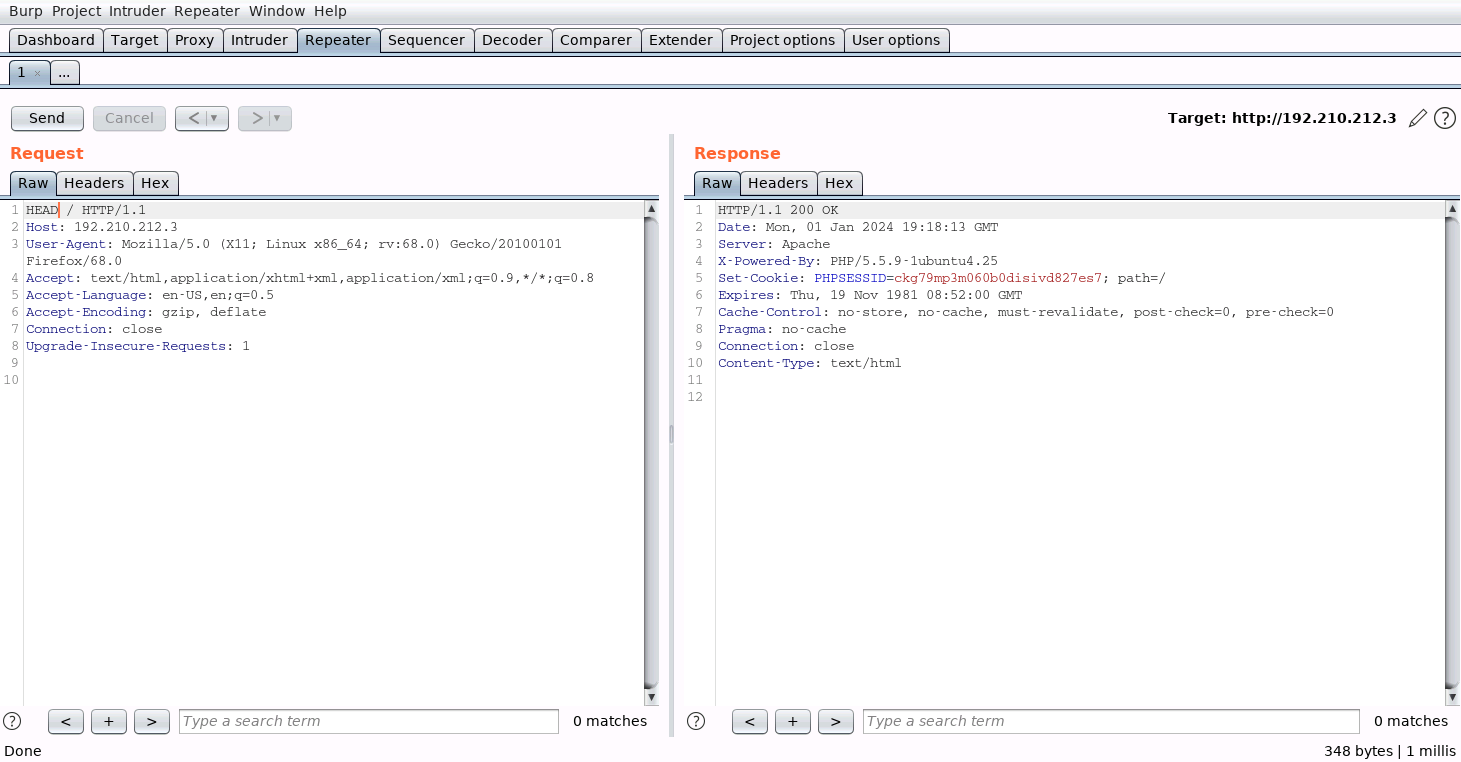 Burp Project Intruder Repeater Window Help
Dashboard Target Proxy Intruder Repeater Sequencer Decoder Comparer Extender Project options User options
1 × ...
Send Cancel < ▼ > ▼ Target: http://192.210.212.3 ?
Request
Raw Headers Hex
1 HEAD / HTTP/1.1
2 Host: 192.210.212.3
3 User-Agent: Mozilla/5.0 (X11; Linux x86_64; rv:68.0) Gecko/20100101
Firefox/68.0
4 Accept: text/html,application/xhtml+xml,application/xml;q=0.9,*/*;q=0.8
5 Accept-Language: en-US,en;q=0.5
6 Accept-Encoding: gzip, deflate
7 Connection: close
8 Upgrade-Insecure-Requests: 1
9
10
? < + > Type a search term 0 matches
Response
Raw Headers Hex
1 HTTP/1.1 200 OK
2 Date: Mon, 01 Jan 2024 19:18:13 GMT
3 Server: Apache
4 X-Powered-By: PHP/5.5.9-1ubuntu4.25
5 Set-Cookie: PHPSESSID=ckg79mp3m060b0disivd827es7; path=/
6 Expires: Thu, 19 Nov 1981 08:52:00 GMT
7 Cache-Control: no-store, no-cache, must-revalidate, post-check=0, pre-check=0
8 Pragma: no-cache
9 Connection: close
10 Content-Type: text/html
11
12
? < + > Type a search term 0 matches
Done 348 bytes | 1 millis